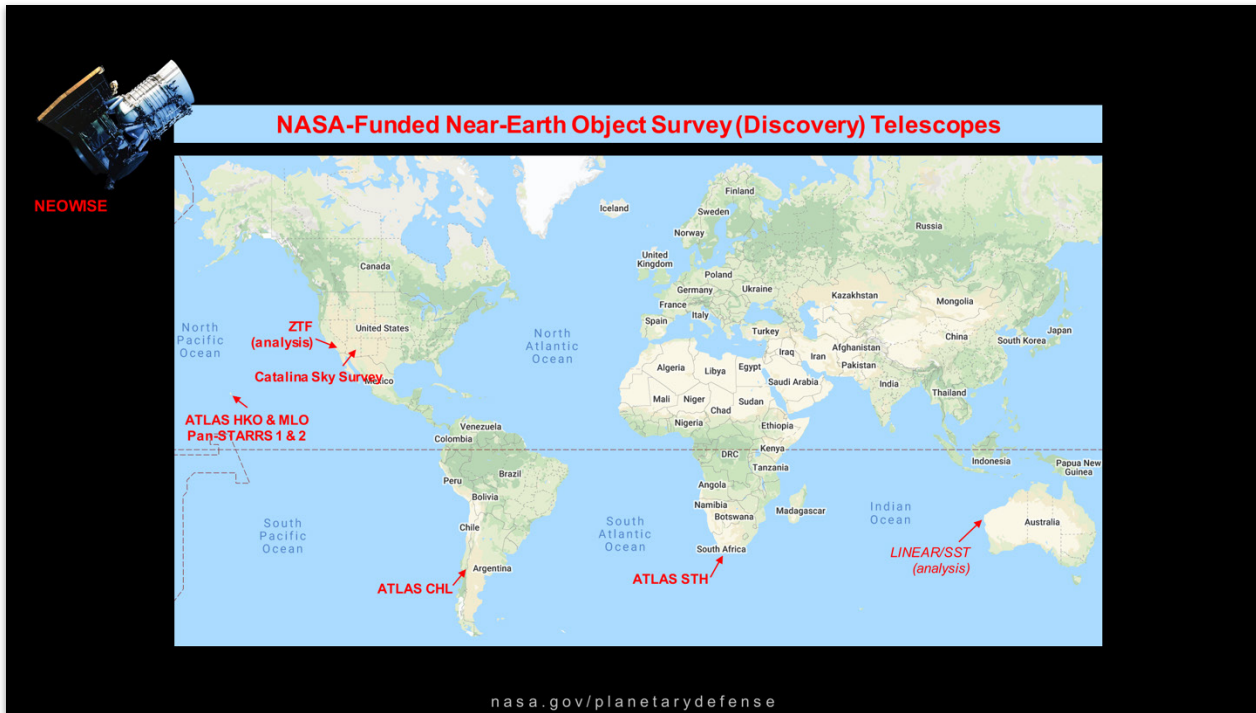 NASA-Funded Near-Earth Object Survey (Discovery) Telescopes
NEOWISE
Iceland
Finland
Sweden
Norway
Russia
United
Kingdom
Canada
Poland
Germany
Ukraine
France
Kazakhstan
Mongolia
Italy
Spain
Turkey
North
Pacific
Ocean
ZTF
(analysis)
United States
North
Atlantic
Ocean
China
Japan
South Korea
Afghanistan
Iraq
Iran
Pakistan
Algeria
Libya
Egypt
Saudi Arabia
India
Catalina Sky Survey
Mexico
Mali
Niger
Chad
Sudan
Thailand
ATLAS HKO & MLO
Pan-STARRS 1 & 2
Venezuela
Colombia
Nigeria
Ethiopia
DRC
Kenya
Tanzania
Indonesia
Papua New
Guinea
Peru
Brazil
Bolivia
Angola
Namibia
Botswana
Madagascar
Indian
Ocean
South
Pacific
Ocean
Chile
South
Atlantic
Ocean
Australia
South Africa
LINEAR/SST
(analysis)
Argentina
ATLAS CHL
ATLAS STH
nasa.gov/planetarydefense